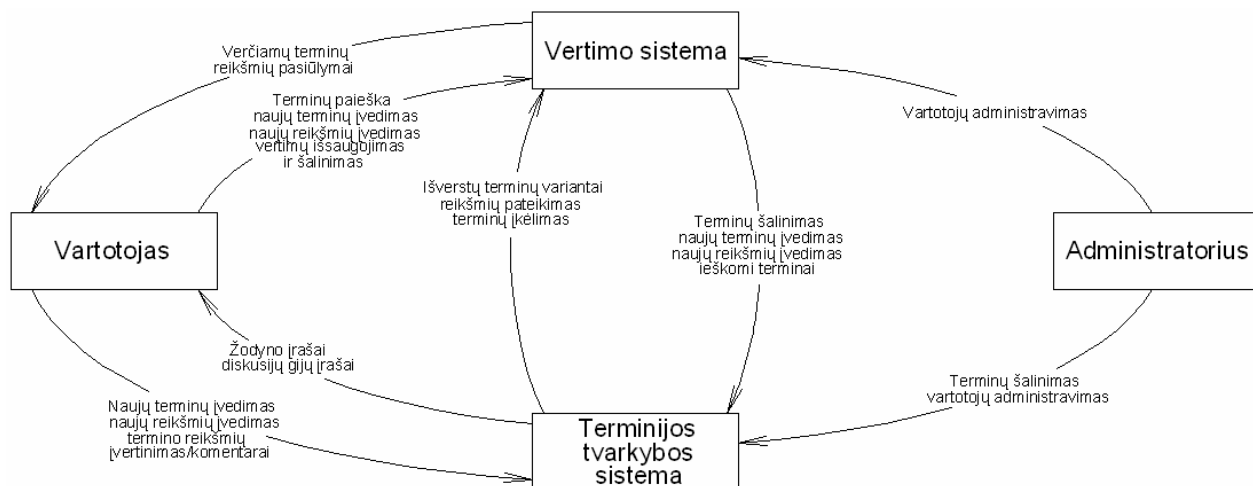 Vertimo sistema
Verčiamų terminų
reikšmių pasiūlymai
Terminų paieška
naujų terminų įvedimas
naujų reikšmių įvedimas
vertimų išsaugojimas
ir šalinimas
Vartotojų administravimas
Išverstų terminų variantai
reikšmių pateikimas
terminų įkėlimas
Terminų šalinimas
naujų terminų įvedimas
naujų reikšmių įvedimas
ieškomi terminai
Vartotojas
Administratorius
Žodyno įrašai
diskusijų gijų įrašai
Naujų terminų įvedimas
naujų reikšmių įvedimas
termino reikšmių
įvertinimas/komentarai
Terminų šalinimas
vartotojų administravimas
Terminijos
tvarkybos
sistema